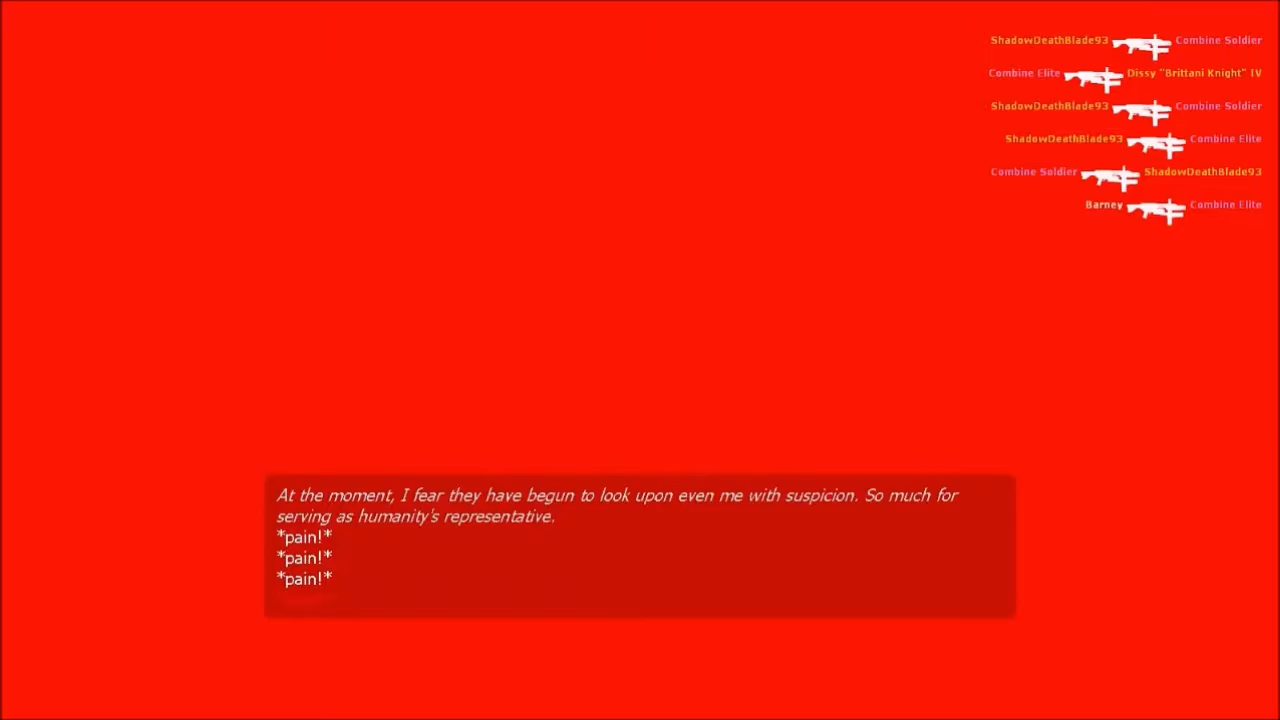 ShadowDeathBlade93 Combine Soldier
Combine Elite Dissy "Brittani Knight" IV
ShadowDeathBlade93 Combine Soldier
ShadowDeathBlade93 Combine Elite
Combine Soldier ShadowDeathBlade93
Barney Combine Elite
At the moment, I fear they have begun to look upon even me with suspicion. So much for
serving as humanity's representative.
*pain!*
*pain!*
*pain!*